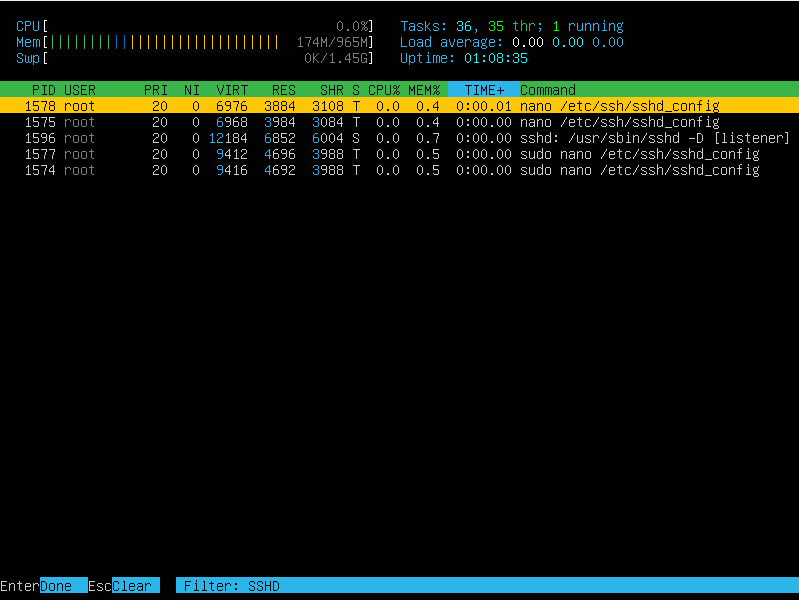 CPU[ 0.0%] Tasks: 36, 35 thr; 1 running
Mem[||||||||||||||||||||||||||||| 174M/965M] Load average: 0.00 0.00 0.00
Swp[ 0K/1.45G] Uptime: 01:08:35
PID USER PRI NI VIRT RES SHR S CPU% MEM% TIME+ Command
1578 root 20 0 6976 3884 3108 T 0.0 0.4 0:00.01 nano /etc/ssh/sshd_config
1575 root 20 0 6968 3984 3084 T 0.0 0.4 0:00.00 nano /etc/ssh/sshd_config
1596 root 20 0 12184 6852 6004 S 0.0 0.7 0:00.00 sshd: /usr/sbin/sshd -D [listener]
1577 root 20 0 9412 4696 3988 T 0.0 0.5 0:00.00 sudo nano /etc/ssh/sshd_config
1574 root 20 0 9416 4692 3988 T 0.0 0.5 0:00.00 sudo nano /etc/ssh/sshd_config
EnterDone EscClear Filter: SSHD